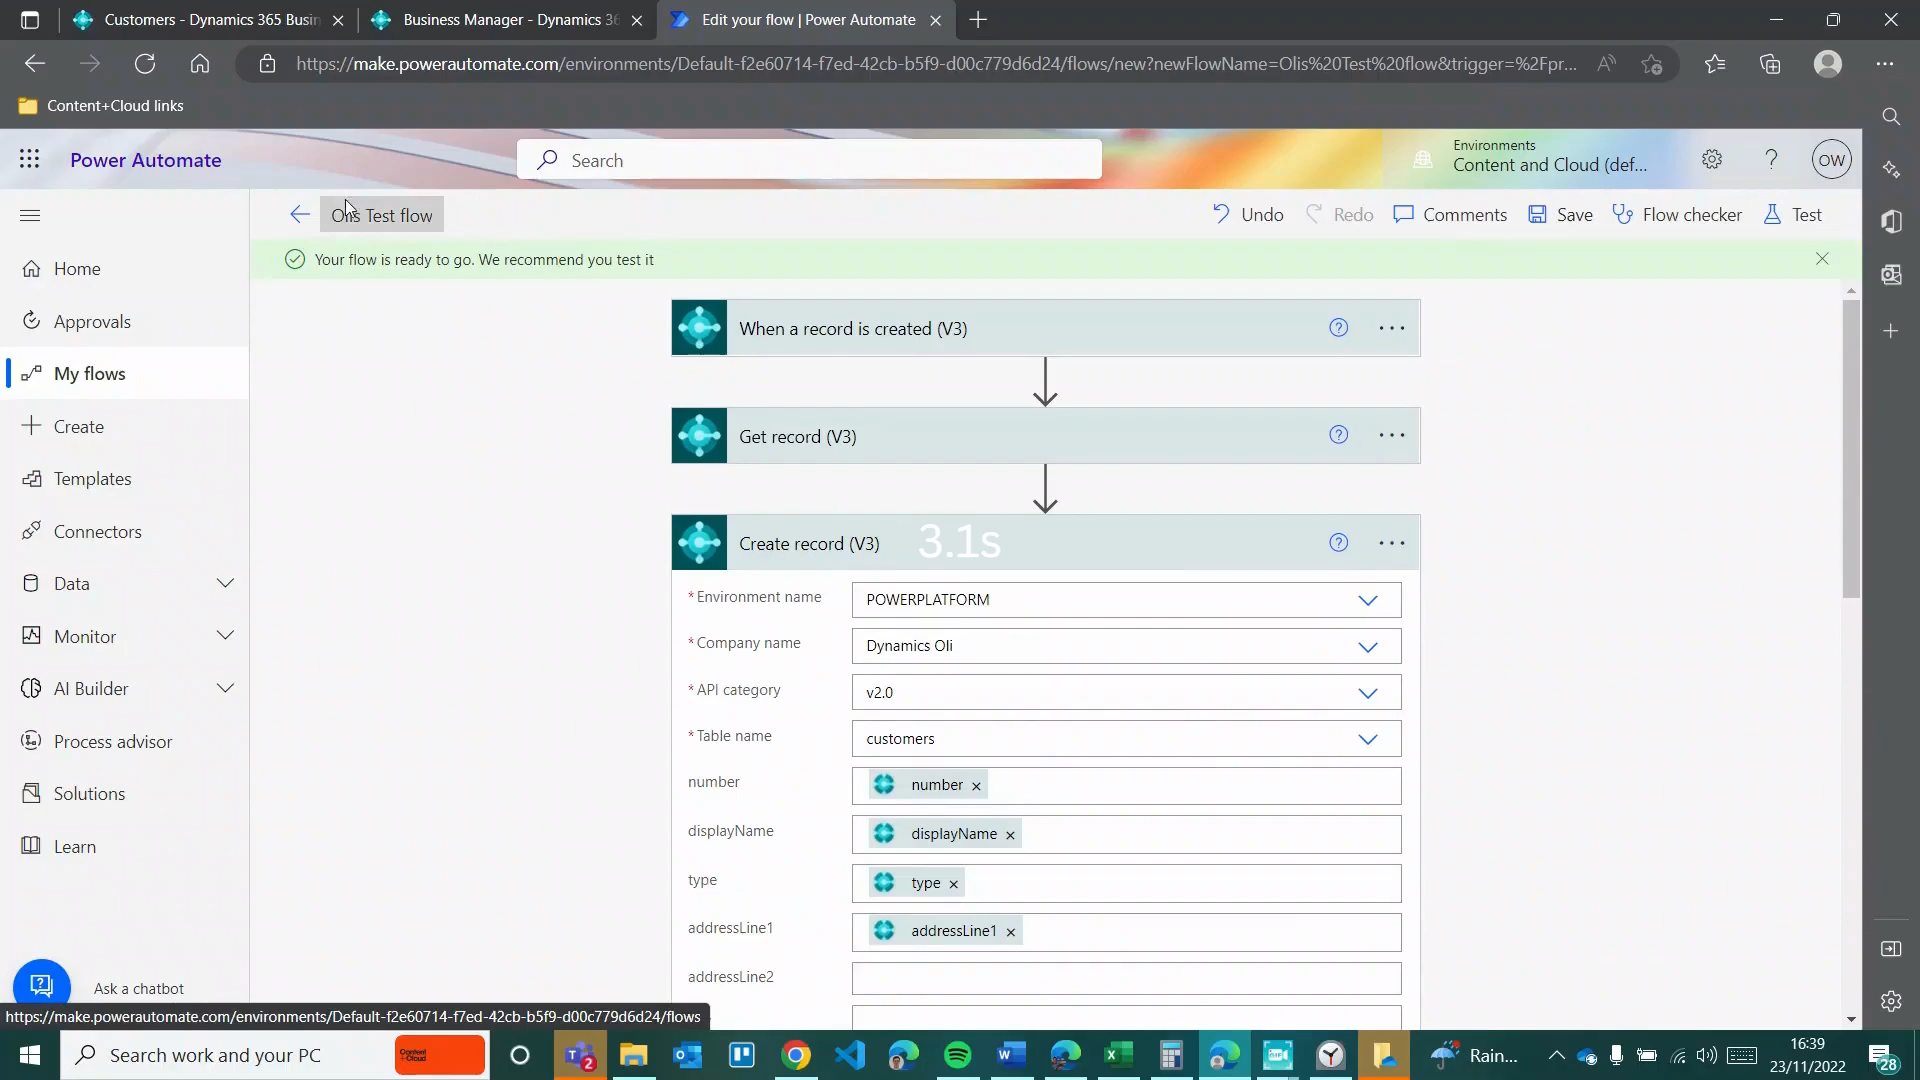 Customers - Dynamics 365 Busin
Business Manager - Dynamics 36
Edit your flow | Power Automate
https://make.powerautomate.com/environments/Default-f2e60714-f7ed-42cb-b5f9-d00c779d6d24/flows/new?newFlowName=Olis%20Test%20flow&trigger=%2Fpr...
Content+Cloud links
Power Automate
Search
Environments
Content and Cloud (def...
OW
Olis Test flow
Undo
Redo
Comments
Save
Flow checker
Test
Your flow is ready to go. We recommend you test it
Home
Approvals
My flows
Create
Templates
Connectors
Data
Monitor
AI Builder
Process advisor
Solutions
Learn
Ask a chatbot
When a record is created (V3)
Get record (V3)
Create record (V3)
3.1s
* Environment name
POWERPLATFORM
* Company name
Dynamics Oli
* API category
v2.0
* Table name
customers
number
number
displayName
displayName
type
type
addressLine1
addressLine1
addressLine2
https://make.powerautomate.com/environments/Default-f2e60714-f7ed-42cb-b5f9-d00c779d6d24/flows
Search work and your PC
Content
+Cloud
2
Rain...
16:39
23/11/2022
28